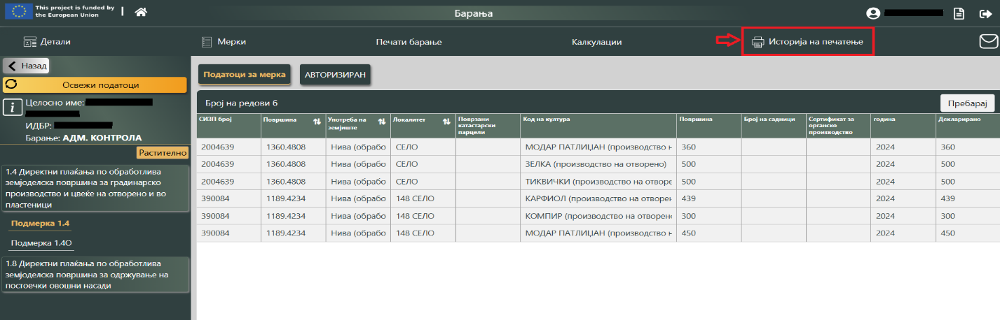 This project is funded by
the European Union
Барања
Детали
Мерки
Печати барање
Калкулации
Историја на печатење
Назад
Освежи податоци
Целосно име:
ИДБР:
Барање: АДМ. КОНТРОЛА
Растително
1.4 Директни плаќања по обработлива
земјоделска површина за градинарско
производство и цвеќе на отворено и во
пластеници
Подмерка 1.4
Подмерка 1.4О
1.8 Директни плаќања по обработлива
земјоделска површина за одржување на
постоечки овошни насади
Податоци за мерка
АВТОРИЗИРАН
Број на редови 6
Пребарај
СИЗП број Површина Употреба на земјиште Локалитет Поврзани катастарски парцели Код на култура Површина Број на садници Сертификат за органско производство година Декларирано
2004639 1360.4808 Нива (обрабо СЕЛО МОДАР ПАТЛИЏАН (производство н 360 2024 360
2004639 1360.4808 Нива (обрабо СЕЛО ЗЕЛКА (производство на отворено) 500 2024 500
2004639 1360.4808 Нива (обрабо СЕЛО ТИКВИЧКИ (производство на отворе 500 2024 500
390084 1189.4234 Нива (обрабо 148 СЕЛО КАРФИОЛ (производство на отворен 439 2024 439
390084 1189.4234 Нива (обрабо 148 СЕЛО КОМПИР (производство на отворен 300 2024 300
390084 1189.4234 Нива (обрабо 148 СЕЛО МОДАР ПАТЛИЏАН (производство н 450 2024 450